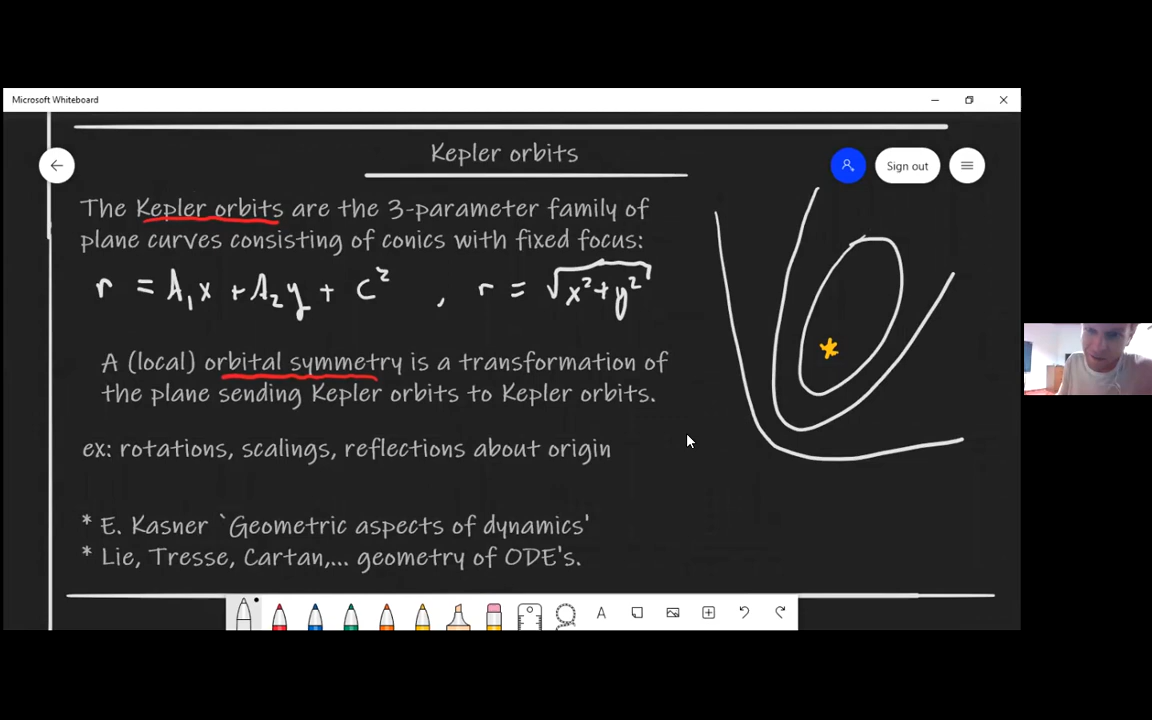 Microsoft Whiteboard
Kepler orbits
Sign out
The Kepler orbits are the 3-parameter family of
plane curves consisting of conics with fixed focus:
r = A₁x + A₂y + c² , r = √x²+y²
A (local) orbital symmetry is a transformation of
the plane sending Kepler orbits to Kepler orbits.
ex: rotations, scalings, reflections about origin
* E. Kasner `Geometric aspects of dynamics'
* Lie, Tresse, Cartan,... geometry of ODE's.
A